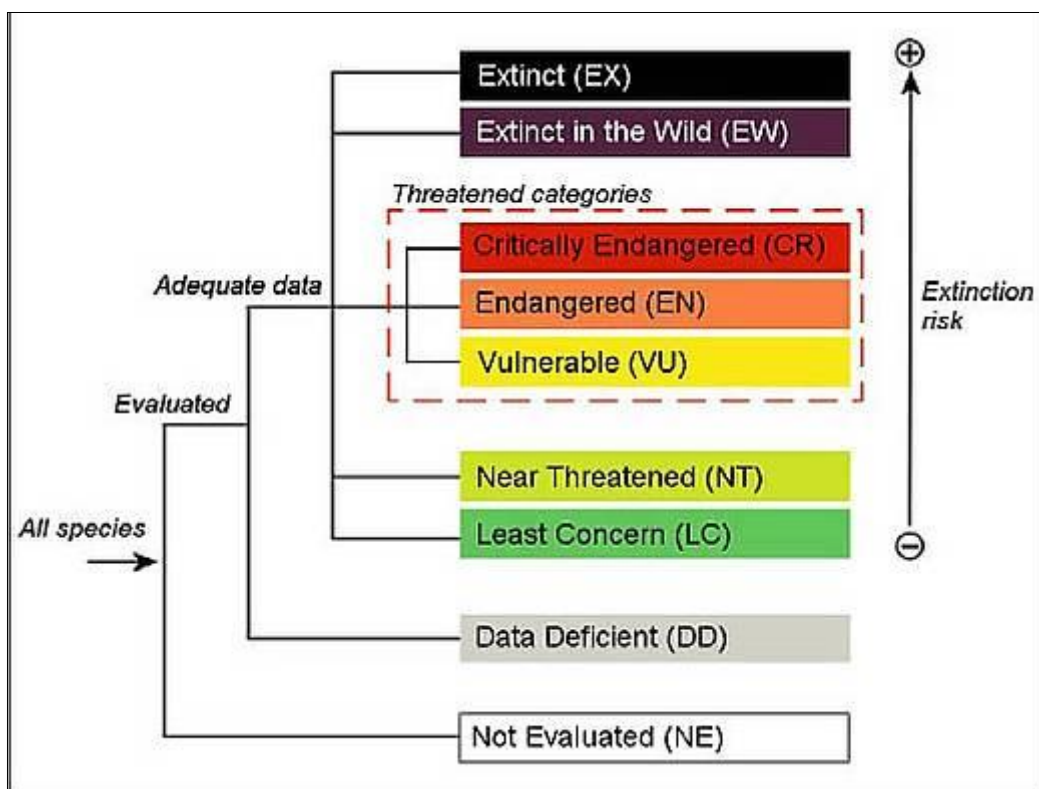 Extinct (EX)
Extinct in the Wild (EW)
Threatened categories
Critically Endangered (CR)
Adequate data
Endangered (EN)
Extinction
risk
Vulnerable (VU)
Evaluated
Near Threatened (NT)
All species
Least Concern (LC)
Data Deficient (DD)
Not Evaluated (NE)